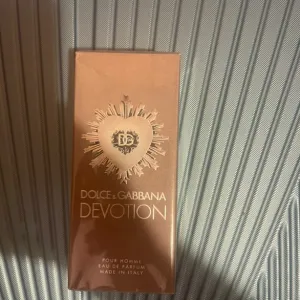 DG
DOLCE & GABBANA
DEVOTION
POUR HOMME
EAU DE PARFUM
MADE IN ITALY